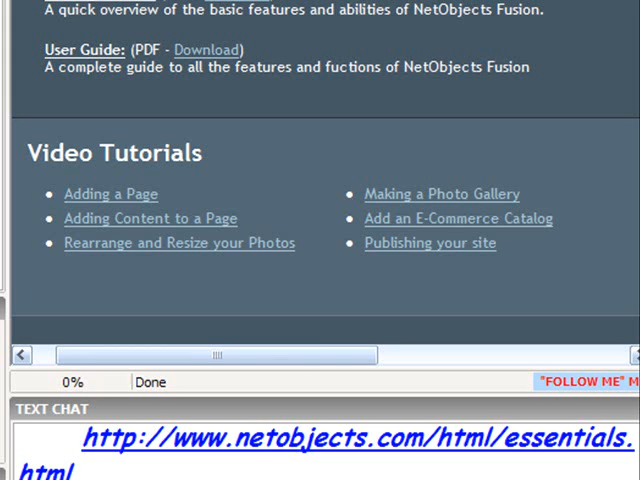 A quick overview of the basic features and abilities of NetObjects Fusion.
User Guide: (PDF - Download)
A complete guide to all the features and fuctions of NetObjects Fusion
Video Tutorials
Adding a Page
Adding Content to a Page
Rearrange and Resize your Photos
Making a Photo Gallery
Add an E-Commerce Catalog
Publishing your site
0% Done "FOLLOW ME" M
TEXT CHAT
http://www.netobjects.com/html/essentials.
html